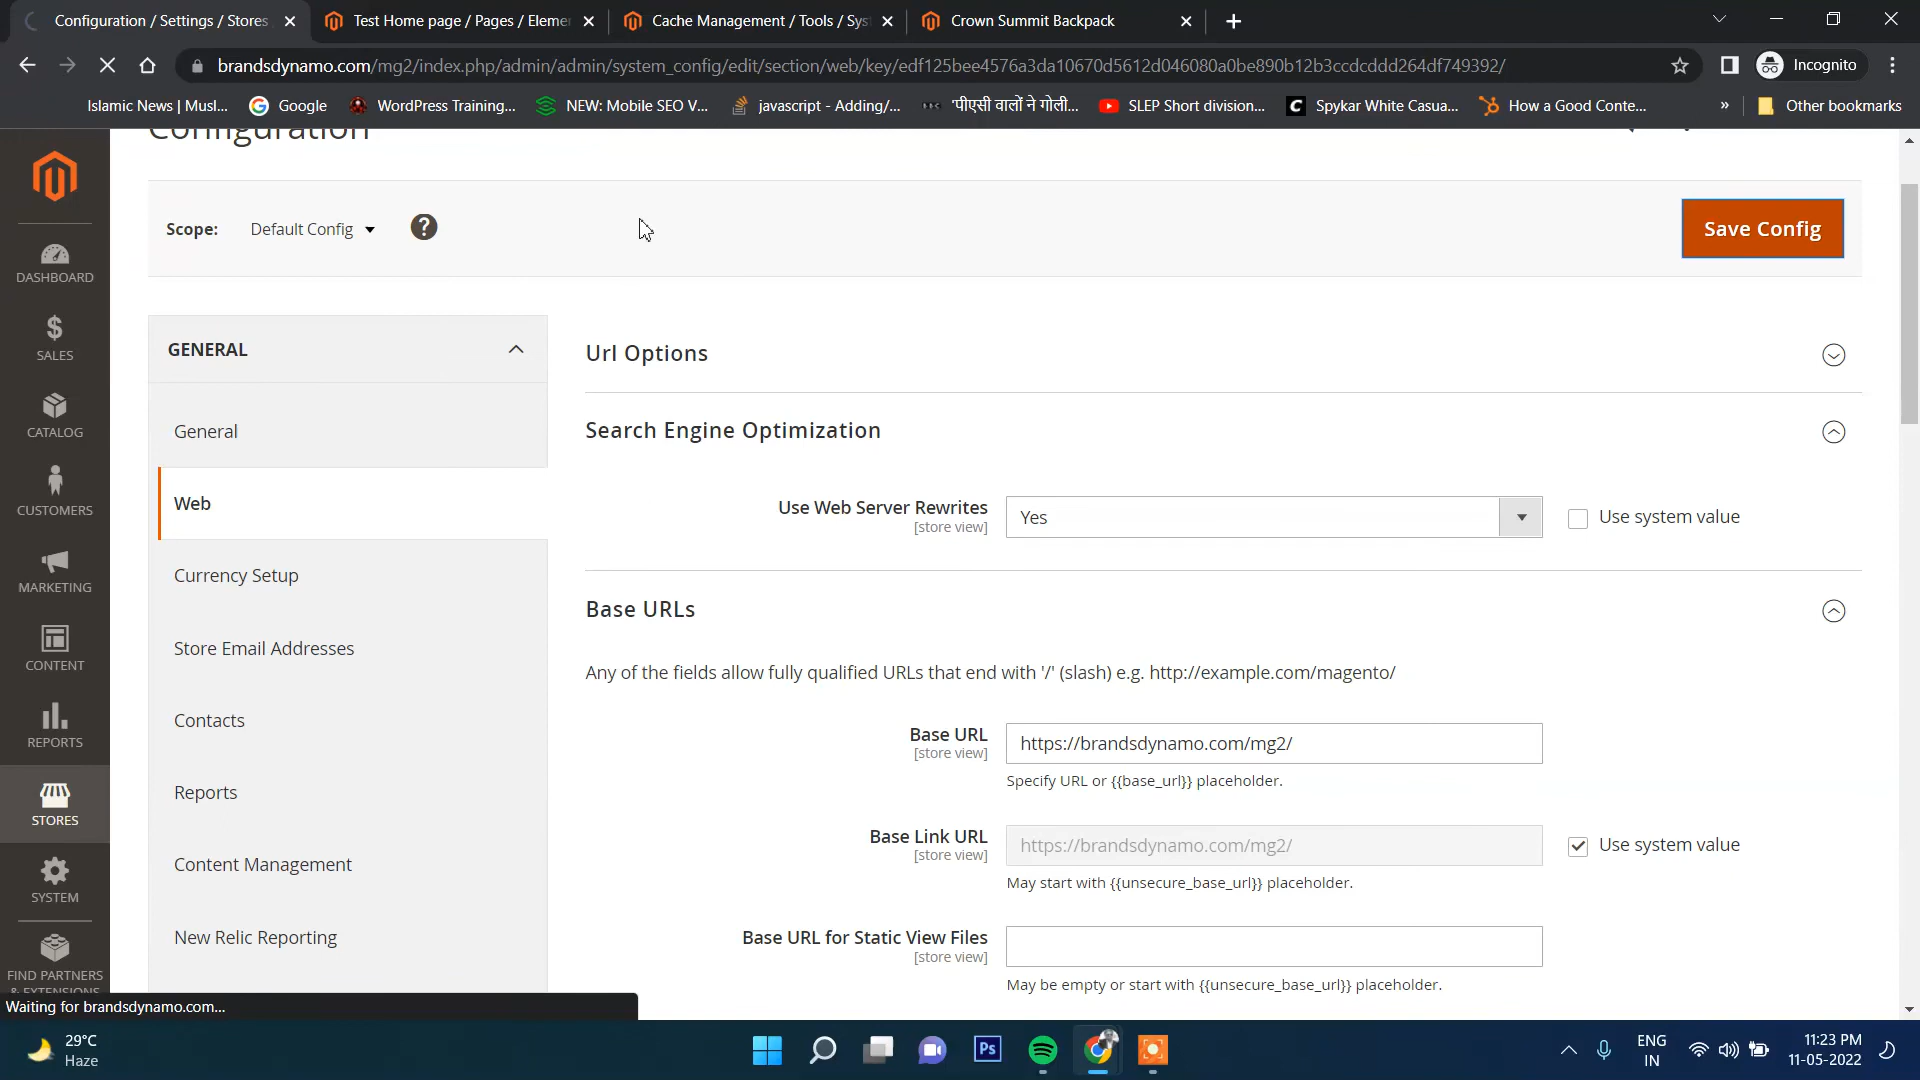 Configuration / Settings / Stores
Test Home page / Pages / Eleme
Cache Management / Tools / Sys
Crown Summit Backpack
brandsdynamo.com/mg2/index.php/admin/admin/system_config/edit/section/web/key/edf125bee4576a3da10670d5612d046080a0be890b12b3ccdcddd264df749392/
Incognito
Islamic News | Musl...
Google
WordPress Training...
NEW: Mobile SEO V...
javascript - Adding/...
'पीएसी वालों ने गोली...
SLEP Short division...
Spykar White Casua...
How a Good Conte...
»
Other bookmarks
Configuration
Scope:
Default Config
?
Save Config
DASHBOARD
SALES
CATALOG
CUSTOMERS
MARKETING
CONTENT
REPORTS
STORES
SYSTEM
FIND PARTNERS
& EXTENSIONS
GENERAL
General
Web
Currency Setup
Store Email Addresses
Contacts
Reports
Content Management
New Relic Reporting
Url Options
Search Engine Optimization
Use Web Server Rewrites
[store view]
Yes
Use system value
Base URLs
Any of the fields allow fully qualified URLs that end with '/' (slash) e.g. http://example.com/magento/
Base URL
[store view]
https://brandsdynamo.com/mg2/
Specify URL or {{base_url}} placeholder.
Base Link URL
[store view]
https://brandsdynamo.com/mg2/
Use system value
May start with {{unsecure_base_url}} placeholder.
Base URL for Static View Files
[store view]
May be empty or start with {{unsecure_base_url}} placeholder.
Waiting for brandsdynamo.com...
29°C
Haze
Ps
ENG
IN
11:23 PM
11-05-2022